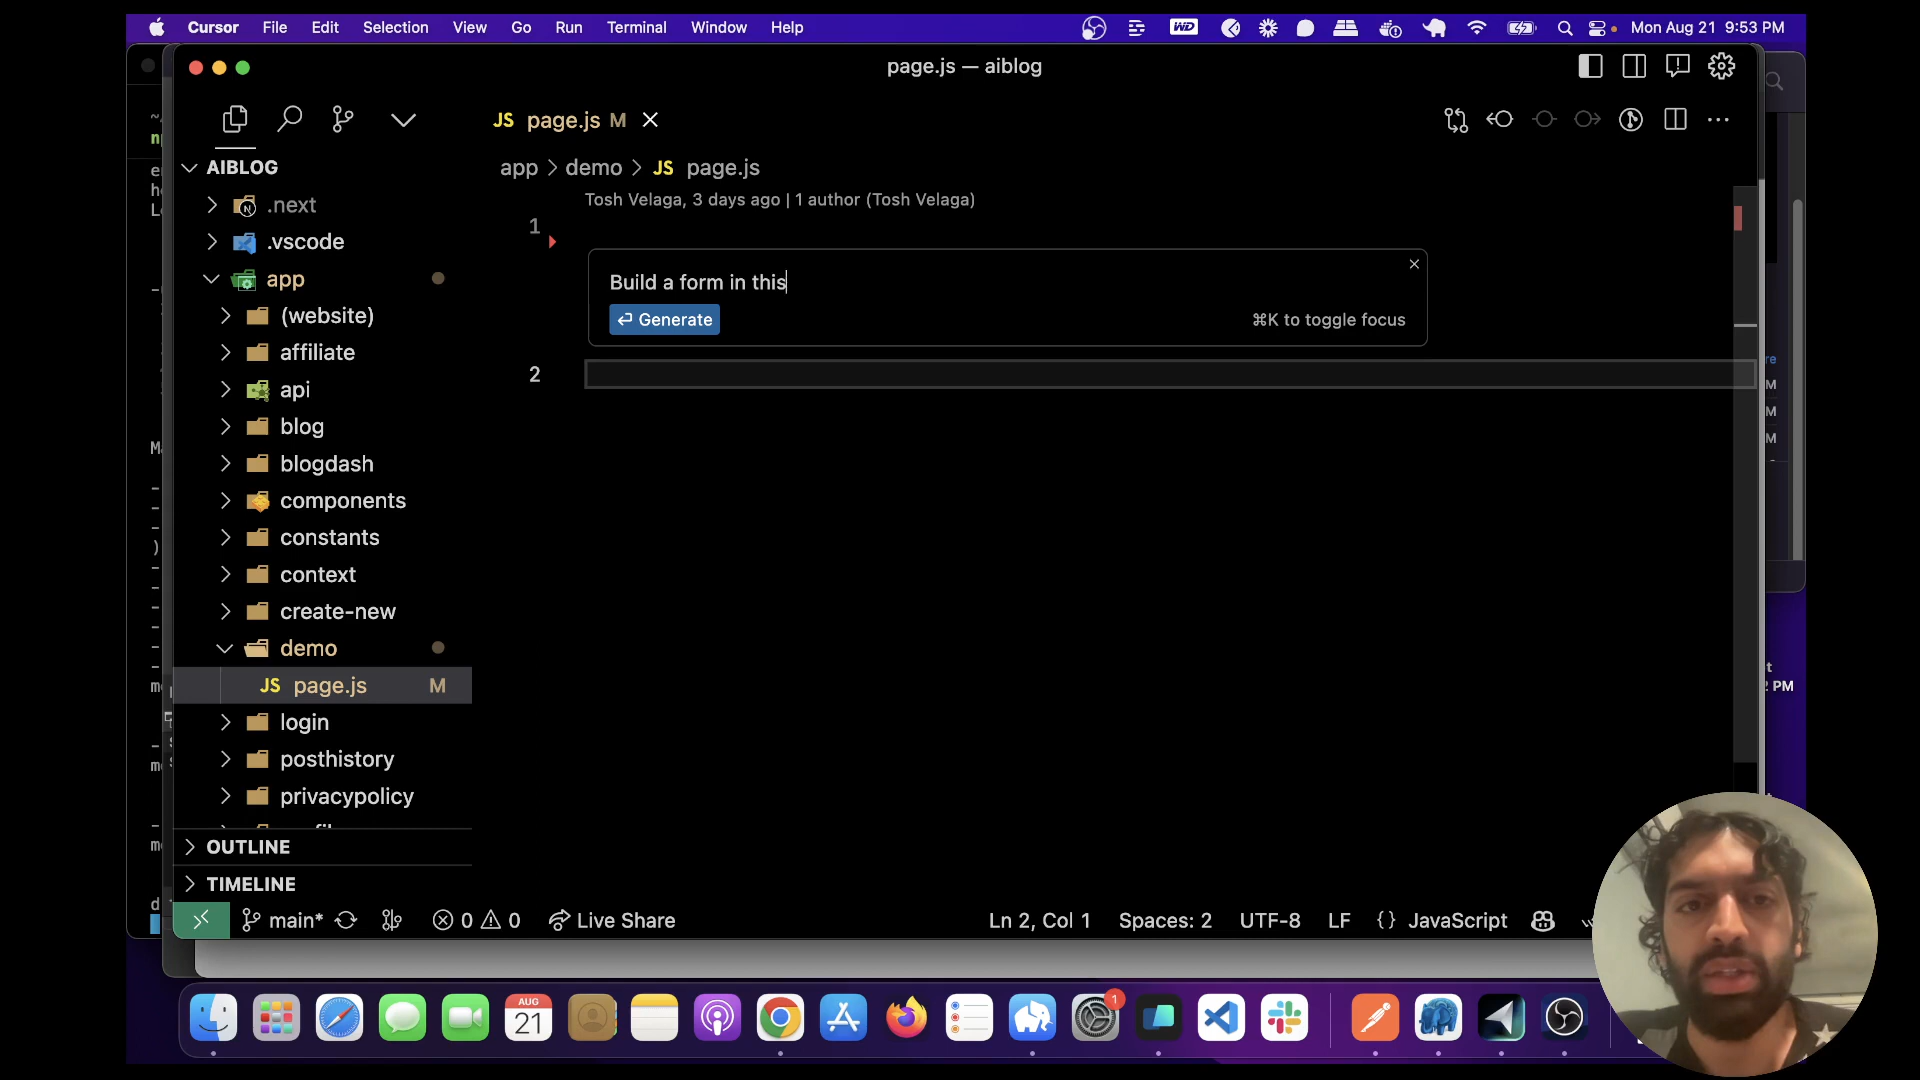 Cursor File Edit Selection View Go Run Terminal Window Help
WD
Mon Aug 21 9:53 PM
page.js — aiblog
JS page.js M
AIBLOG
app > demo > JS page.js
Tosh Velaga, 3 days ago | 1 author (Tosh Velaga)
.next
.vscode
app
(website)
affiliate
api
blog
blogdash
components
constants
context
create-new
demo
JS page.js M
login
posthistory
privacypolicy
OUTLINE
TIMELINE
1
Build a form in this
Generate
⌘K to toggle focus
2
main* 0 0 Live Share
Ln 2, Col 1 Spaces: 2 UTF-8 LF {} JavaScript
AUG
21
1